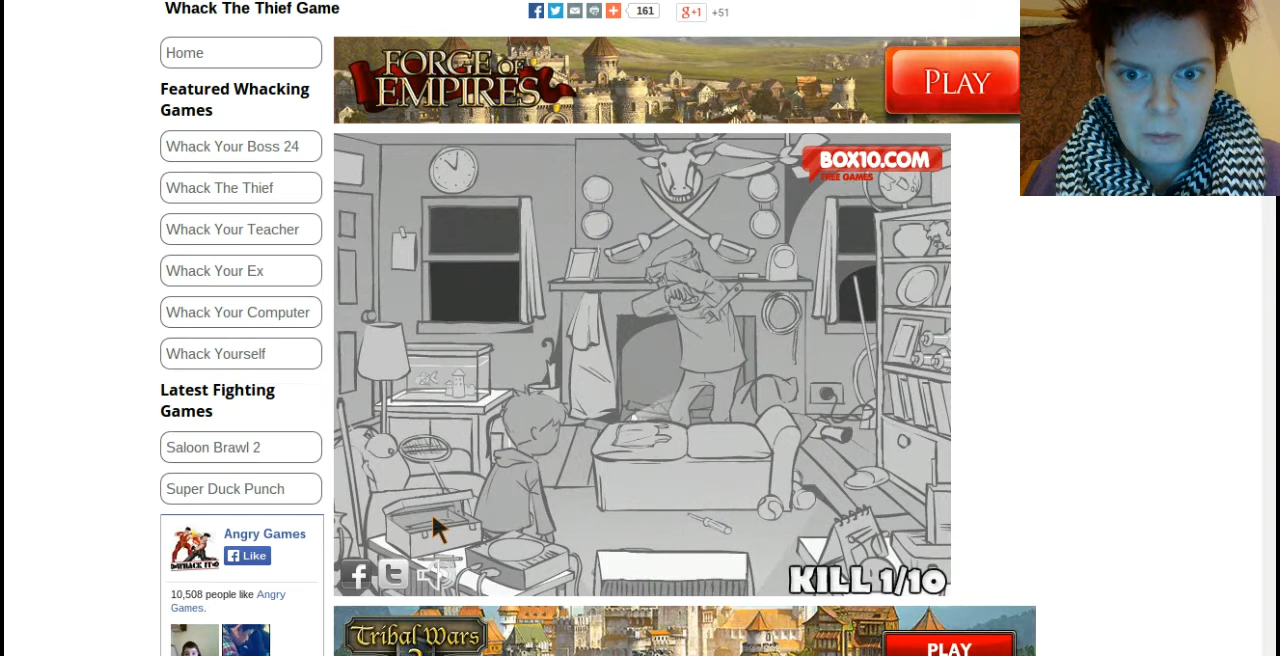 Whack The Thief Game
161
g+1 +51
Home
Featured Whacking
Games
Whack Your Boss 24
Whack The Thief
Whack Your Teacher
Whack Your Ex
Whack Your Computer
Whack Yourself
Latest Fighting
Games
Saloon Brawl 2
Super Duck Punch
Angry Games
Like
10,508 people like Angry
Games.
FORGE OF
EMPIRES
PLAY
BOX10.COM
FREE GAMES
KILL 1/10
TRIBAL WARS
2
PLAY